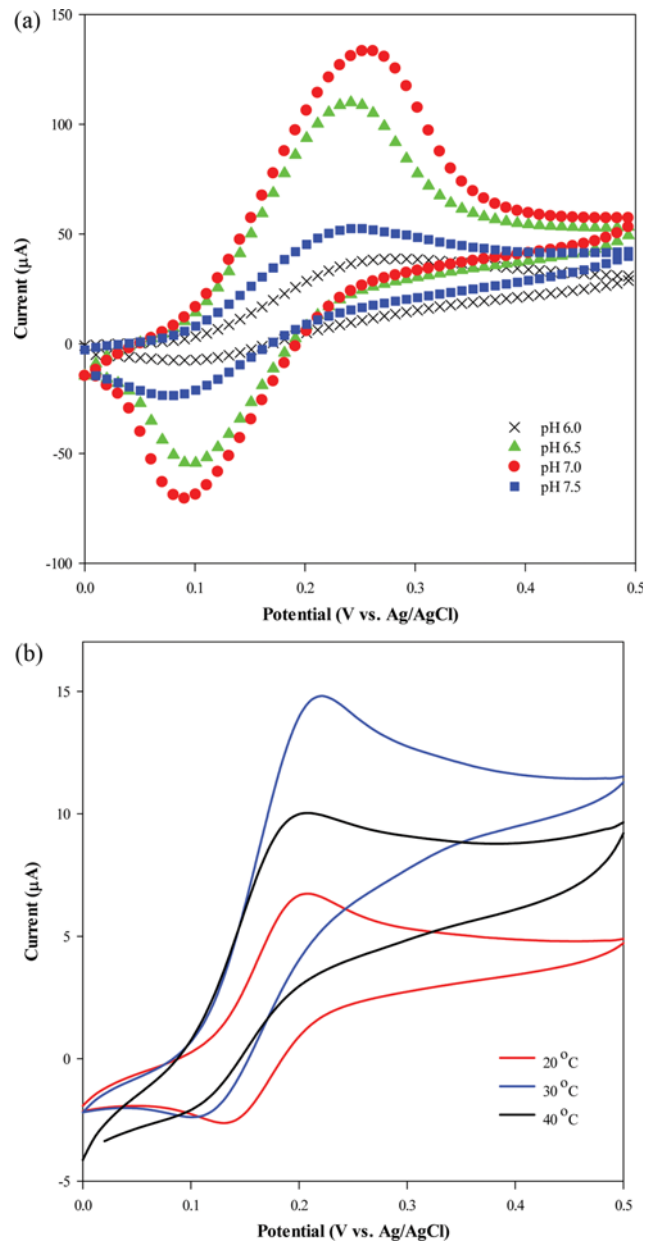 (a)
150
100
50
0
-50
-100
Current (µA)
pH 6.0
pH 6.5
pH 7.0
pH 7.5
0.0 0.1 0.2 0.3 0.4 0.5
Potential (V vs. Ag/AgCl)
(b)
15
10
5
0
-5
Current (µA)
20 °C
30 °C
40 °C
0.0 0.1 0.2 0.3 0.4 0.5
Potential (V vs. Ag/AgCl)